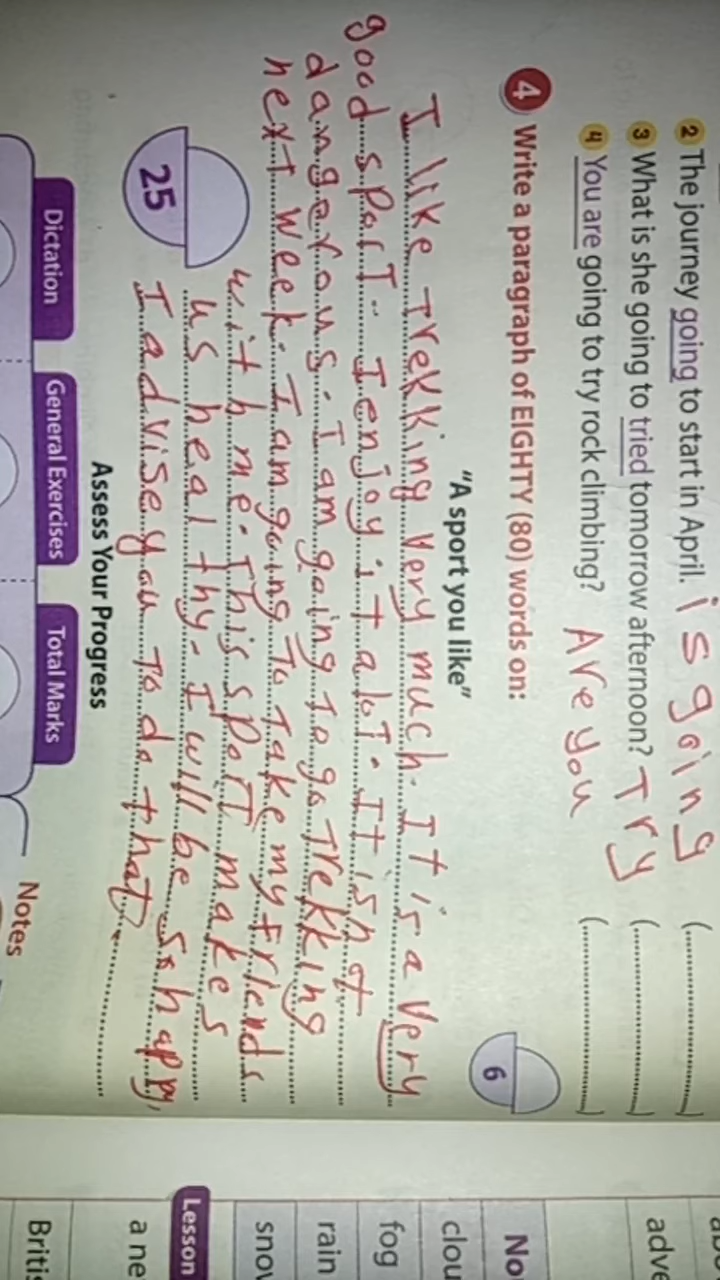 2 The journey going to start in April. is going (..............)
3 What is she going to tried tomorrow afternoon? Try (..............)
4 You are going to try rock climbing? Are you (..............)
4 Write a paragraph of EIGHTY (80) words on:
6
"A sport you like"
I like Trekking very much. It is a very
good sport. I enjoy it a lot. It is not
dangarous. I am going to go Trekking
next week. I am going to take my friends
with me. This sport makes
us healthy. I will be so happy,
I advise you to do that.
25
Assess Your Progress
Dictation
General Exercises
Total Marks
Notes
adve
No
clou
fog
rain
snow
Lesson
a ne
Britis